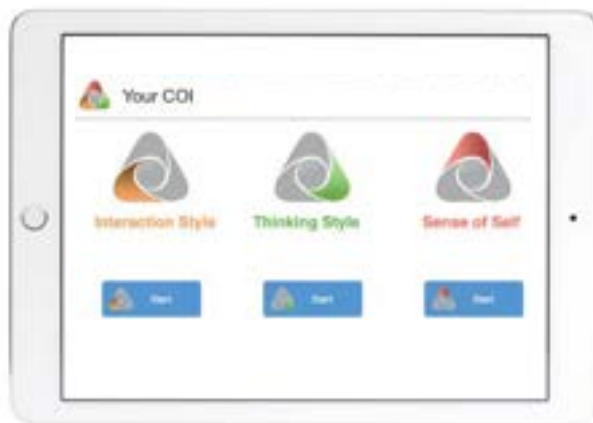 Your COI
Interaction Style
Thinking Style
Sense of Self
Start
Start
Start